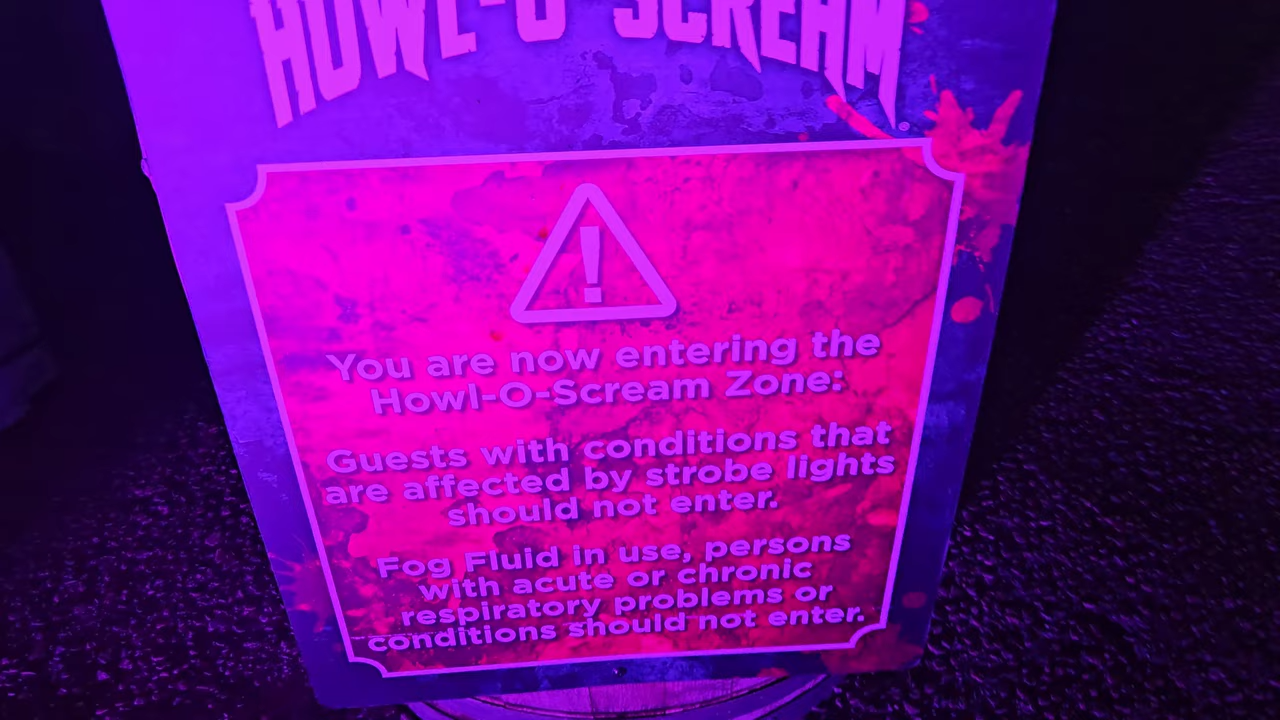 HOWL-O-SCREAM
You are now entering the
Howl-O-Scream Zone:
Guests with conditions that
are affected by strobe lights
should not enter.
Fog Fluid in use, persons
with acute or chronic
respiratory problems or
conditions should not enter.